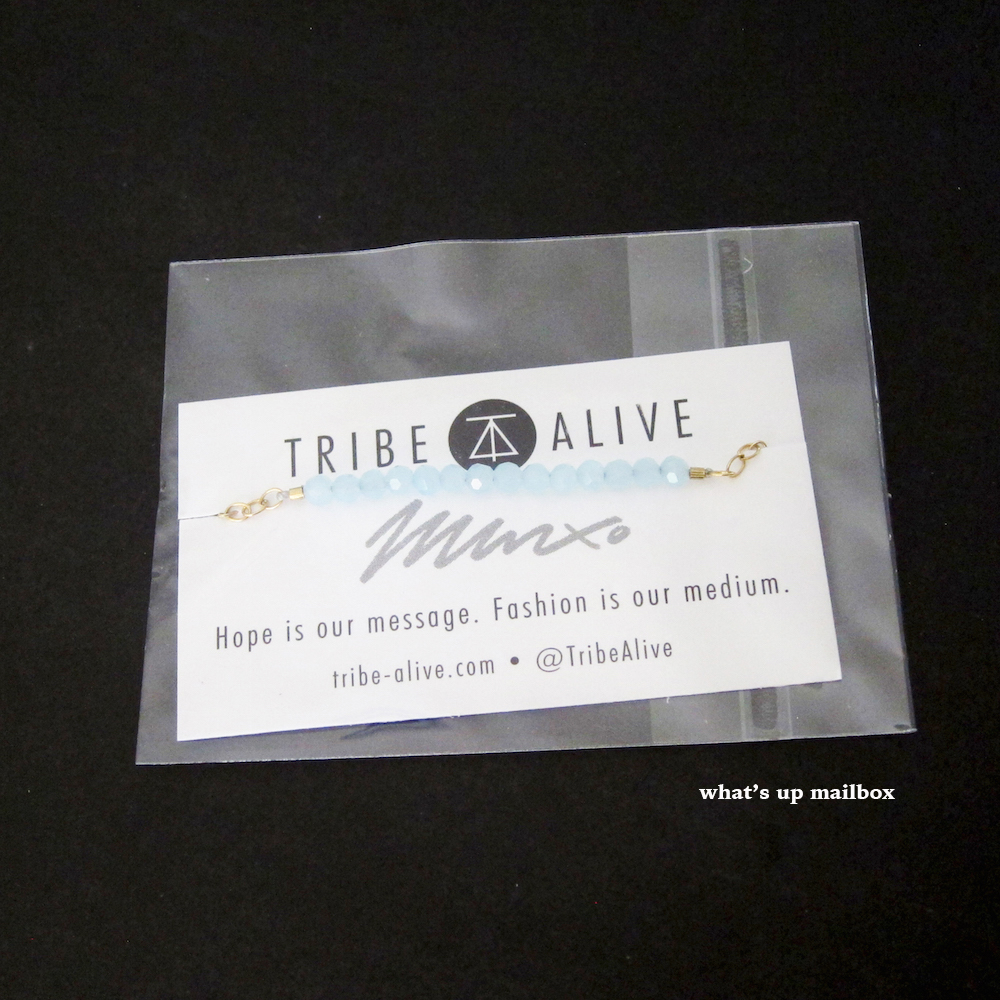 TRIBE ALIVE
Hope is our message. Fashion is our medium.
tribe-alive.com • @TribeAlive
what's up mailbox